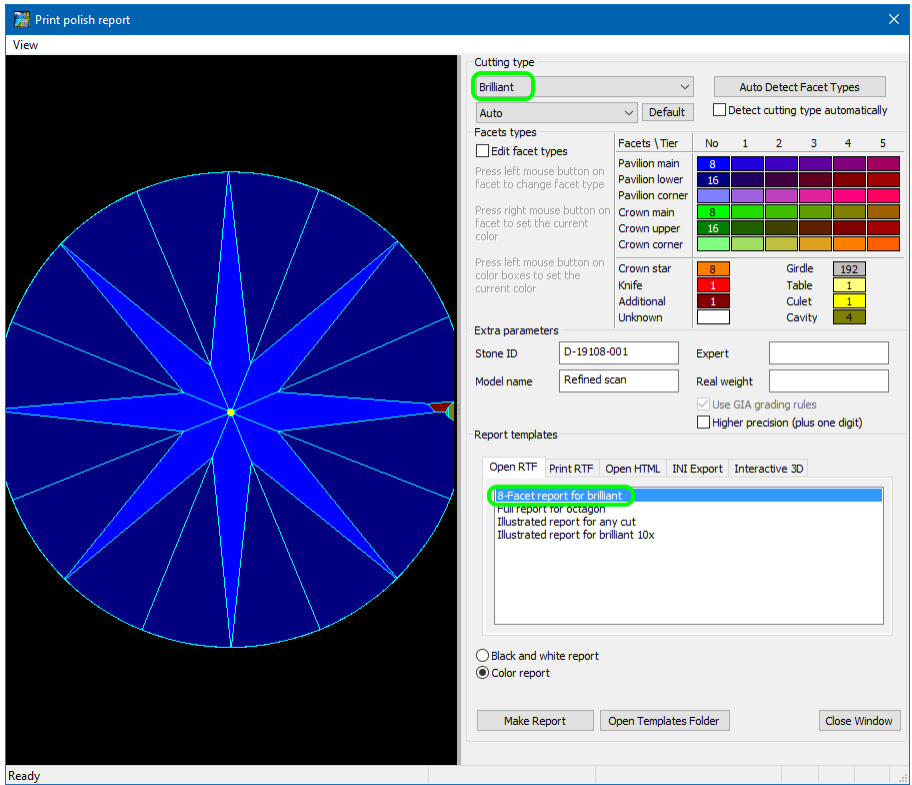 Print polish report
View
Cutting type
Brilliant
Auto Detect Facet Types
Auto
Default
Detect cutting type automatically
Facets types
Edit facet types
Press left mouse button on
facet to change facet type
Press right mouse button on
facet to set the current
color
Press left mouse button on
color boxes to set the
current color
Facets \ Tier No 1 2 3 4 5
Pavilion main 8
Pavilion lower 16
Pavilion corner
Crown main 8
Crown upper 16
Crown corner
Crown star 8 Girdle 192
Knife 1 Table 1
Additional 1 Culet 1
Unknown Cavity 4
Extra parameters
Stone ID D-19108-001 Expert
Model name Refined scan Real weight
Use GIA grading rules
Higher precision (plus one digit)
Report templates
Open RTF Print RTF Open HTML INI Export Interactive 3D
8-Facet report for brilliant
Full report for octagon
Illustrated report for any cut
Illustrated report for brilliant 10x
Black and white report
Color report
Make Report Open Templates Folder Close Window
Ready